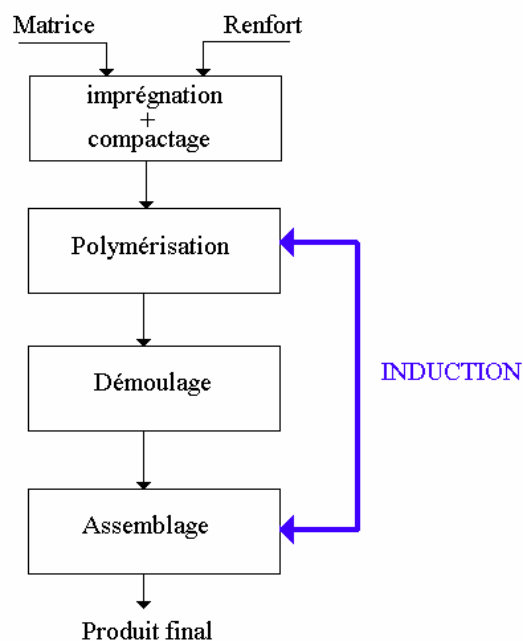 Matrice
Renfort
imprégnation
+
compactage
Polymérisation
INDUCTION
Démoulage
Assemblage
Produit final